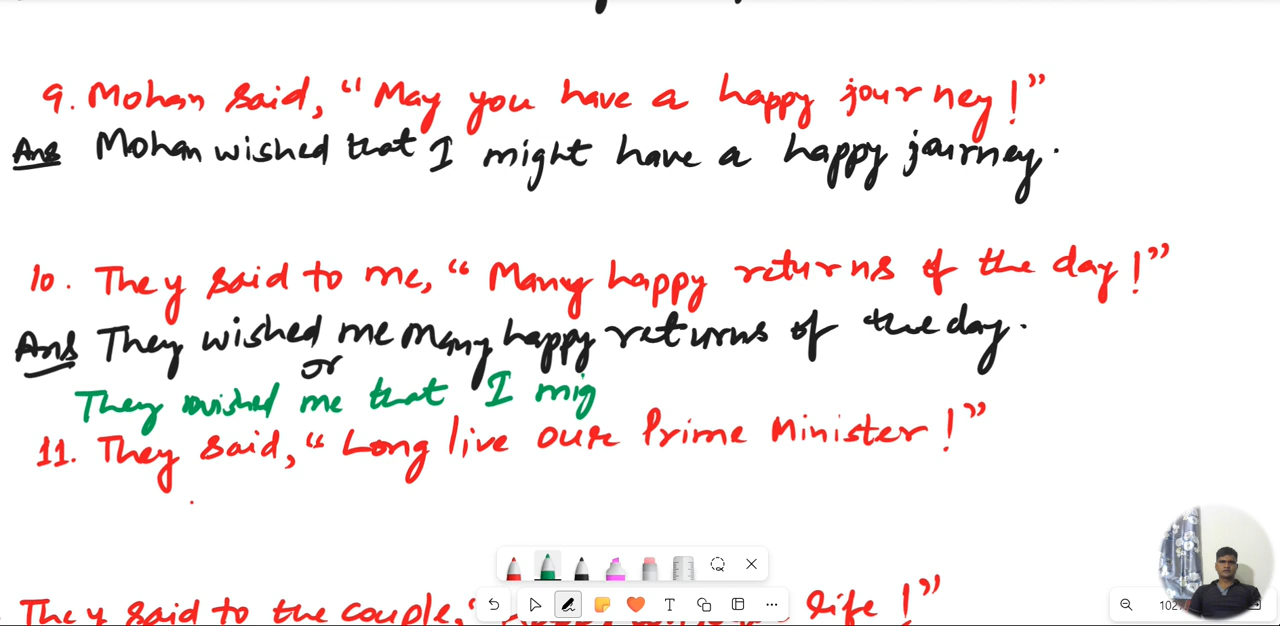 9. Mohan said, "May you have a happy journey!"
Ans Mohan wished that I might have a happy journey.
10. They said to me, "Many happy returns of the day!"
Ans They wished me many happy returns of the day.
or
They wished me that I mig
11. They said, "Long live our Prime Minister!"
They said to the couple, " life!"
T
102